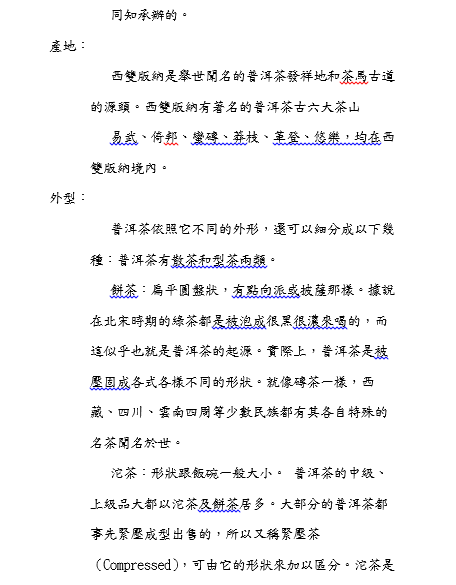 同知承辦的。
產地：
西雙版納是舉世聞名的普洱茶發祥地和茶馬古道
的源頭。西雙版納有著名的普洱茶古六大茶山
易武、倚邦、蠻磚、莽枝、革登、悠樂，均在西
雙版納境內。
外型：
普洱茶依照它不同的外形，還可以細分成以下幾
種：普洱茶有散茶和型茶兩類。
餅茶：扁平圓盤狀，有點向派或披薩那樣。據說
在北宋時期的綠茶都是被泡成很黑很濃來喝的，而
這似乎也就是普洱茶的起源。實際上，普洱茶是被
壓固成各式各樣不同的形狀。就像磚茶一樣，西
藏、四川、雲南四周等少數民族都有其各自特殊的
名茶聞名於世。
沱茶：形狀跟飯碗一般大小。 普洱茶的中級、
上級品大都以沱茶及餅茶居多。大部分的普洱茶都
事先緊壓成型出售的，所以又稱緊壓茶
（Compressed），可由它的形狀來加以區分。沱茶是